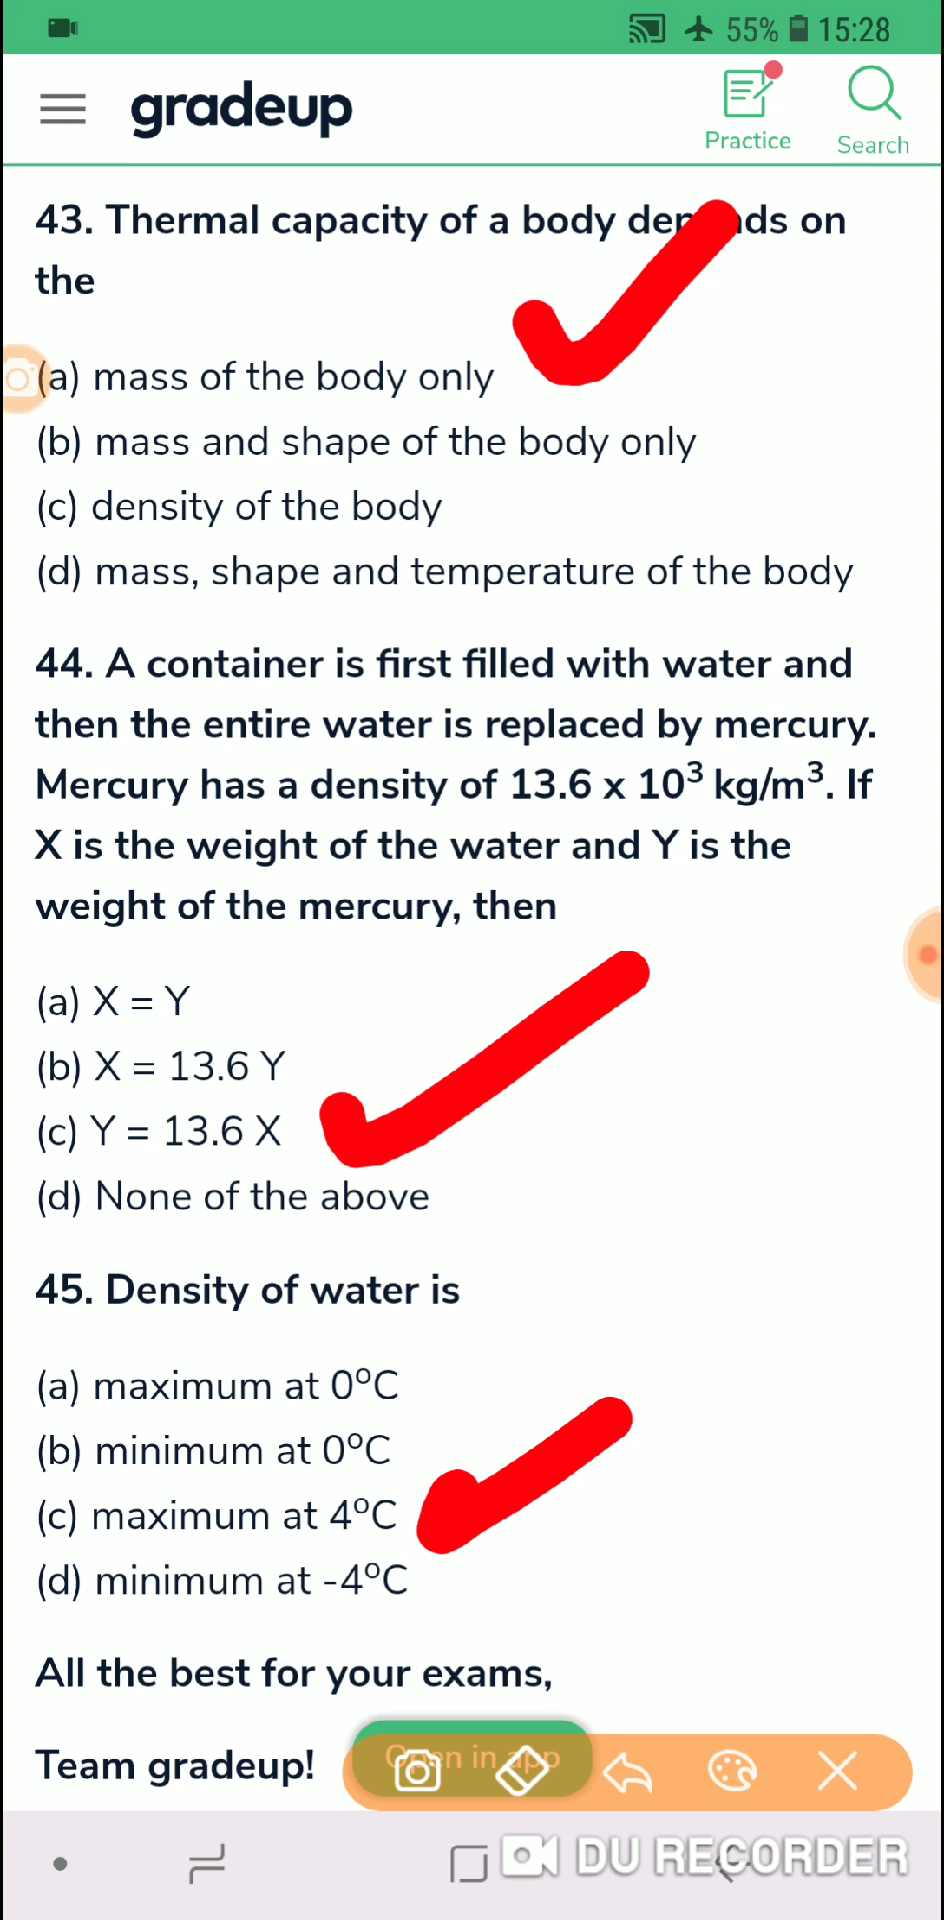 55% 15:28
gradeup
Practice
Search
43. Thermal capacity of a body depends on
the
(a) mass of the body only
(b) mass and shape of the body only
(c) density of the body
(d) mass, shape and temperature of the body
44. A container is first filled with water and
then the entire water is replaced by mercury.
Mercury has a density of 13.6 x 10³ kg/m³. If
X is the weight of the water and Y is the
weight of the mercury, then
(a) X = Y
(b) X = 13.6 Y
(c) Y = 13.6 X
(d) None of the above
45. Density of water is
(a) maximum at 0°C
(b) minimum at 0°C
(c) maximum at 4°C
(d) minimum at -4°C
All the best for your exams,
Team gradeup!
Open in app
DU RECORDER